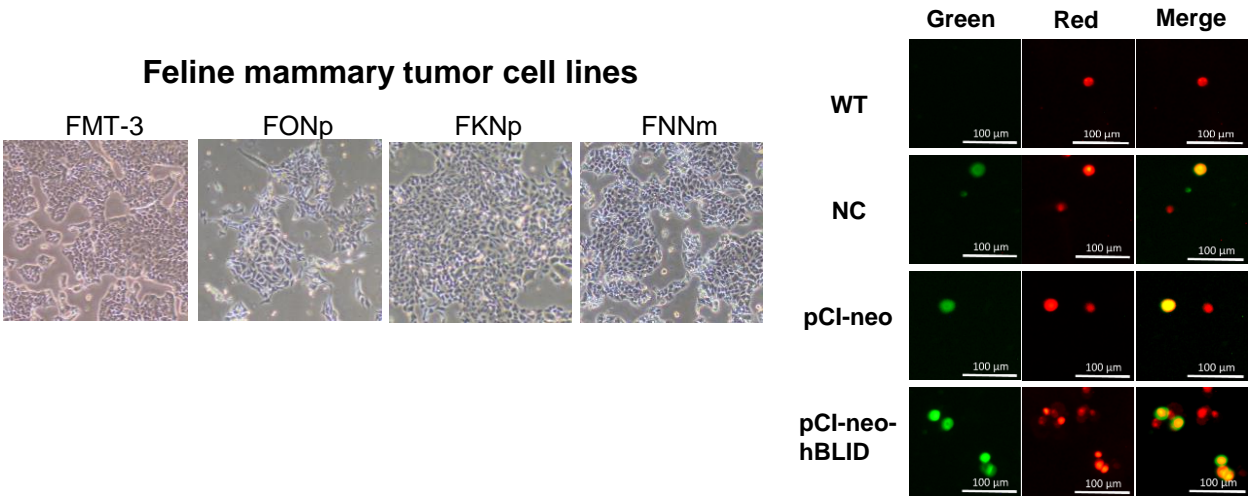 Feline mammary tumor cell lines
FMT-3 FONp FKNp FNNm
Green Red Merge
WT
100 µm 100 µm 100 µm
NC
100 µm 100 µm 100 µm
pCI-neo
100 µm 100 µm 100 µm
pCI-neo-
hBLID
100 µm 100 µm 100 µm